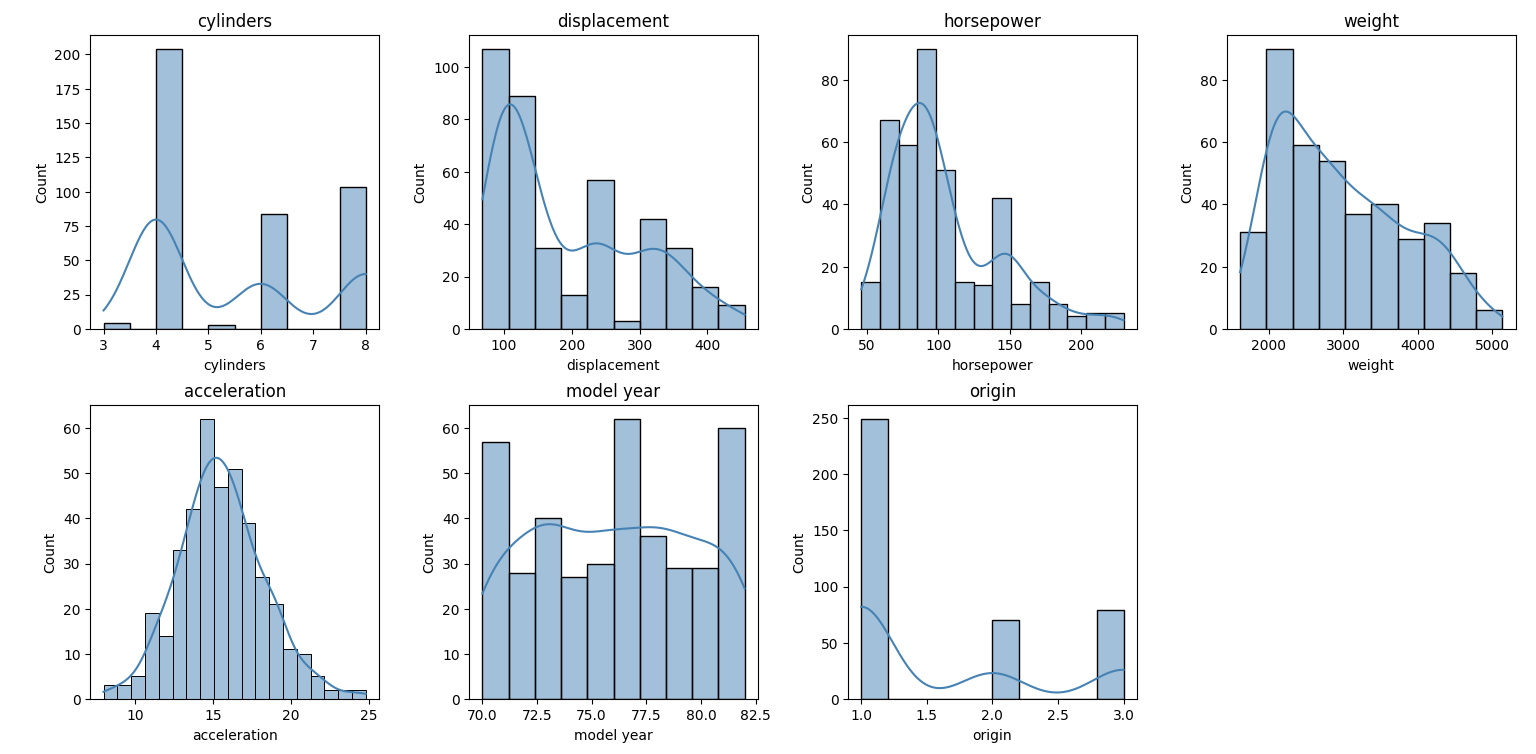 cylinders
displacement
horsepower
weight
200
175
150
125
100
75
50
25
0
Count
3 4 5 6 7 8
cylinders
100
80
60
40
20
0
Count
100 200 300 400
displacement
80
60
40
20
0
Count
50 100 150 200
horsepower
80
60
40
20
0
Count
2000 3000 4000 5000
weight
acceleration
model year
origin
60
50
40
30
20
10
0
Count
10 15 20 25
acceleration
60
50
40
30
20
10
0
Count
70.0 72.5 75.0 77.5 80.0 82.5
model year
250
200
150
100
50
0
Count
1.0 1.5 2.0 2.5 3.0
origin